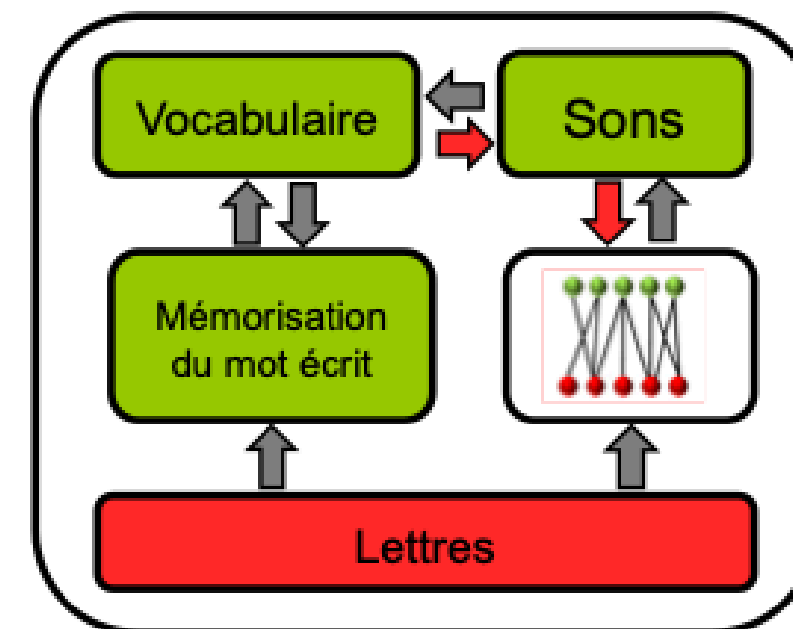 Vocabulaire
Sons
Mémorisation
du mot écrit
Lettres